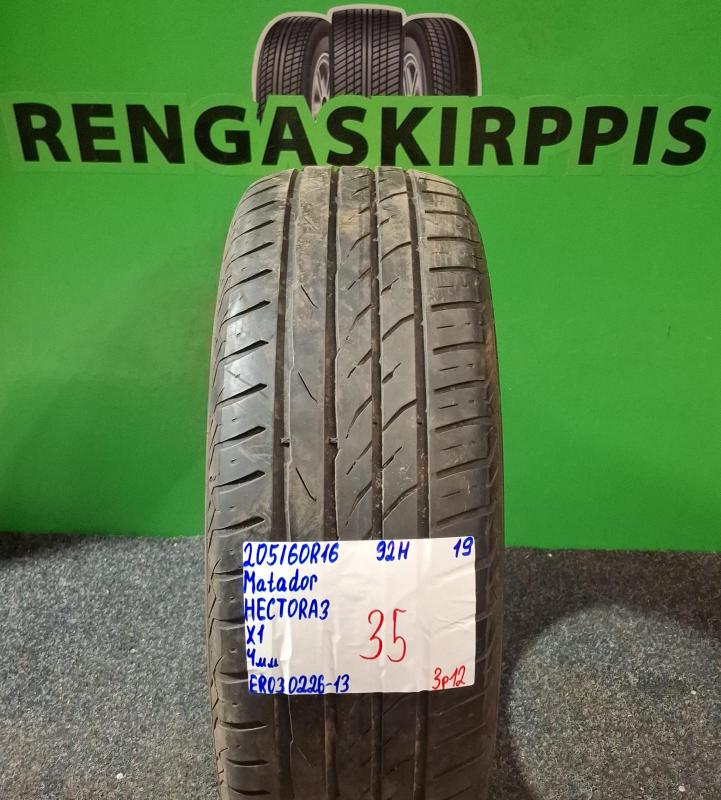 RENGASKIRPPIS
205/60R16 92H 19
Matador
HECTORA3
X1
4мм
35
ER030226-13 3p12